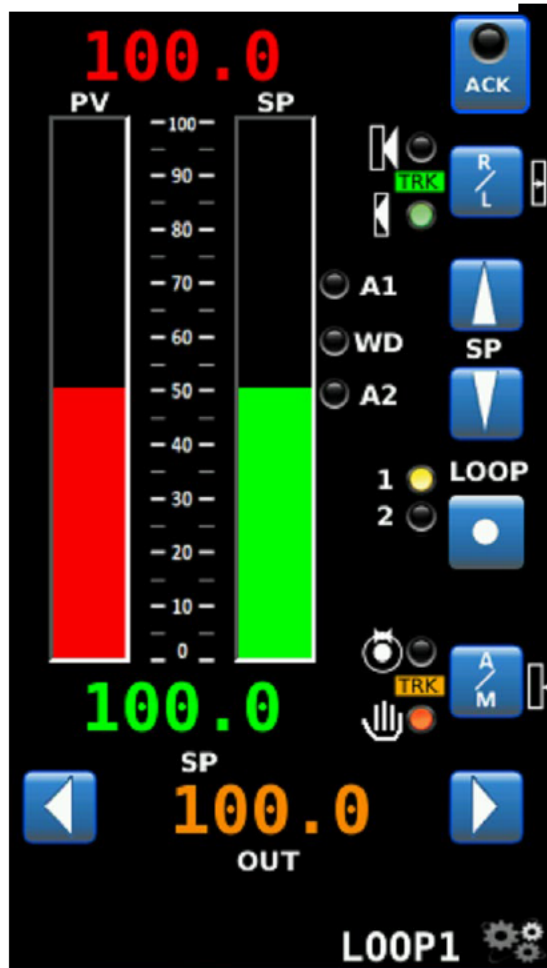 100.0
ACK
PV
SP
100
90
80
70
60
50
40
30
20
10
0
TRK
R/L
A1
WD
A2
SP
LOOP
1
2
TRK
A/M
100.0
SP
100.0
OUT
LOOP1